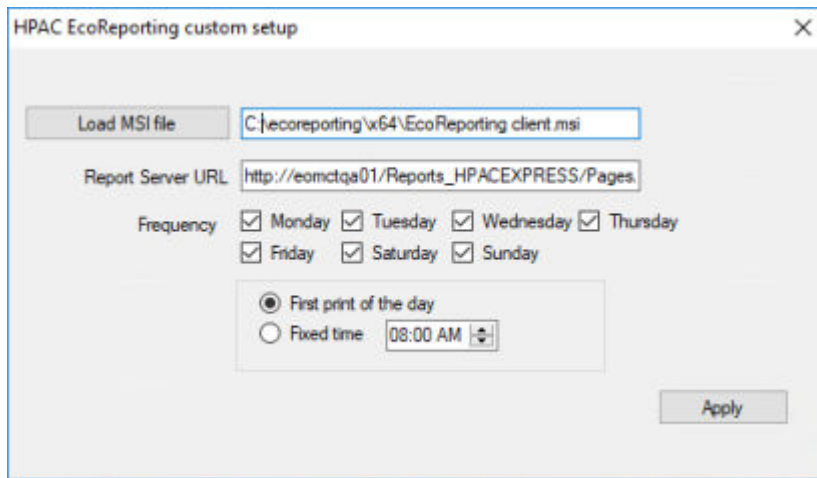 HPAC EcoReporting custom setup
Load MSI file C:\ecoreporting\x64\EcoReporting client.msi
Report Server URL http://eomctqa01/Reports_HPACEXPRESS/Pages.
Frequency Monday Tuesday Wednesday Thursday
Friday Saturday Sunday
First print of the day
Fixed time 08:00 AM
Apply